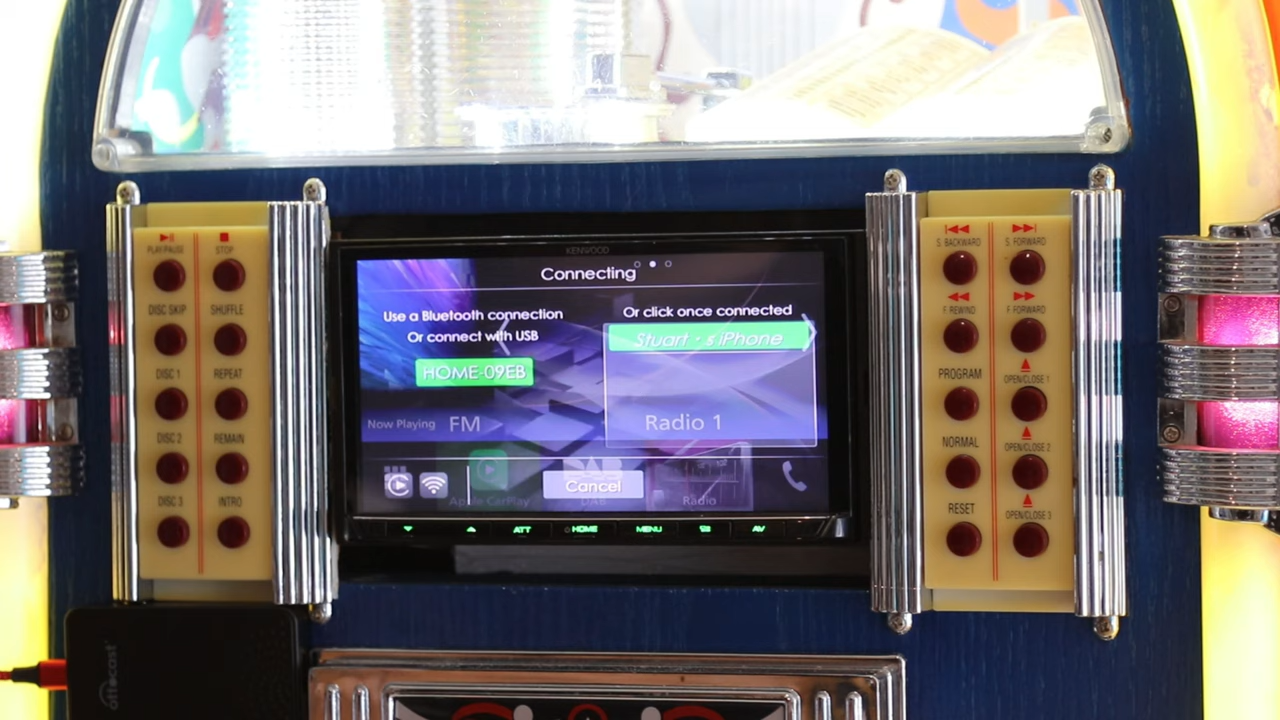 PLAY/PAUSE STOP
DISC SKIP SHUFFLE
DISC 1 REPEAT
DISC 2 REMAIN
DISC 3 INTRO
KENWOOD
Connecting
Use a Bluetooth connection
Or connect with USB
HOME-09EB
Or click once connected
Stuart · s iPhone
Now Playing FM
Radio 1
Apple CarPlay
DAB
DAB
Radio
Cancel
ATT HOME MENU AV
S. BACKWARD S. FORWARD
F. REWIND F. FORWARD
PROGRAM OPEN/CLOSE 1
NORMAL OPEN/CLOSE 2
RESET OPEN/CLOSE 3
ottocast